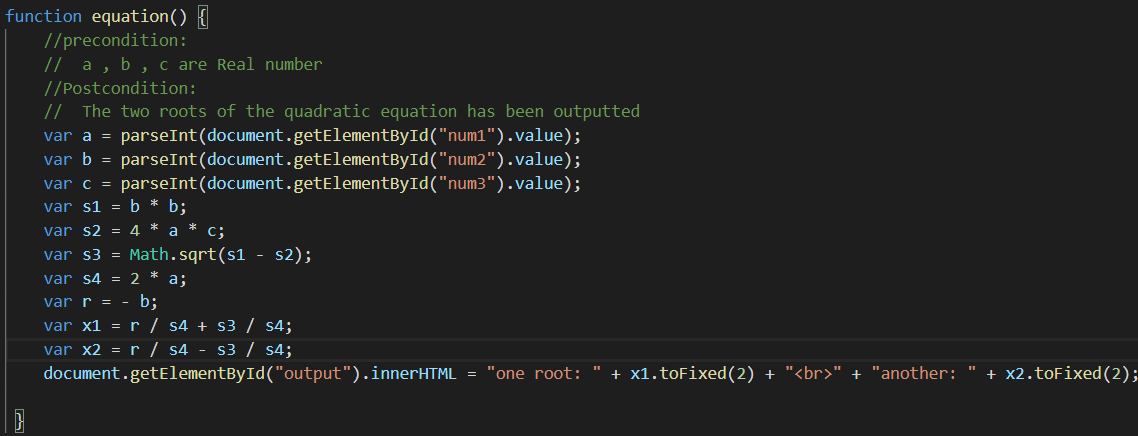 function equation() {
    //precondition:
    //  a , b , c are Real number
    //Postcondition:
    //  The two roots of the quadratic equation has been outputted
    var a = parseInt(document.getElementById("num1").value);
    var b = parseInt(document.getElementById("num2").value);
    var c = parseInt(document.getElementById("num3").value);
    var s1 = b * b;
    var s2 = 4 * a * c;
    var s3 = Math.sqrt(s1 - s2);
    var s4 = 2 * a;
    var r = - b;
    var x1 = r / s4 + s3 / s4;
    var x2 = r / s4 - s3 / s4;
    document.getElementById("output").innerHTML = "one root: " + x1.toFixed(2) + "<br>" + "another: " + x2.toFixed(2);
}